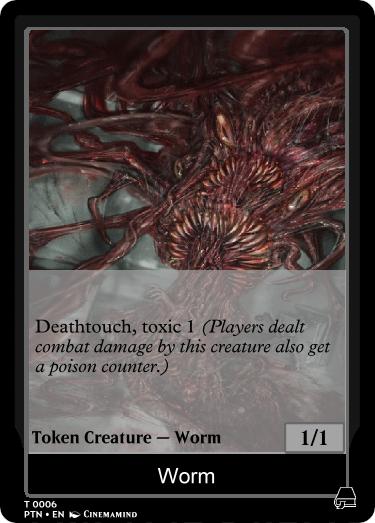 Deathtouch, toxic 1 (Players dealt
combat damage by this creature also get
a poison counter.)
Token Creature — Worm
1/1
Worm
T 0006
PTN • EN Cinemamind